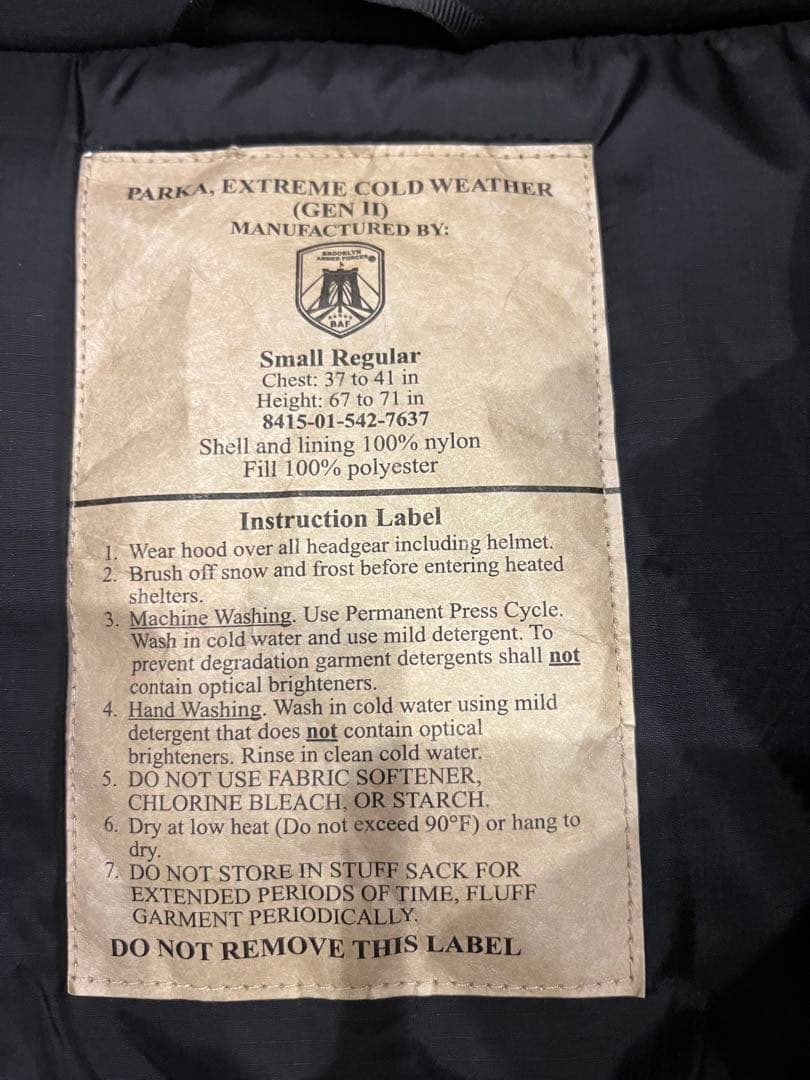 PARKA, EXTREME COLD WEATHER
(GEN II)
MANUFACTURED BY:
BROOKLYN
ARMED FORCES
BAF
Small Regular
Chest: 37 to 41 in
Height: 67 to 71 in
8415-01-542-7637
Shell and lining 100% nylon
Fill 100% polyester
Instruction Label
1. Wear hood over all headgear including helmet.
2. Brush off snow and frost before entering heated
shelters.
3. Machine Washing. Use Permanent Press Cycle.
Wash in cold water and use mild detergent. To
prevent degradation garment detergents shall not
contain optical brighteners.
4. Hand Washing. Wash in cold water using mild
detergent that does not contain optical
brighteners. Rinse in clean cold water.
5. DO NOT USE FABRIC SOFTENER,
CHLORINE BLEACH, OR STARCH.
6. Dry at low heat (Do not exceed 90°F) or hang to
dry.
7. DO NOT STORE IN STUFF SACK FOR
EXTENDED PERIODS OF TIME, FLUFF
GARMENT PERIODICALLY.
DO NOT REMOVE THIS LABEL